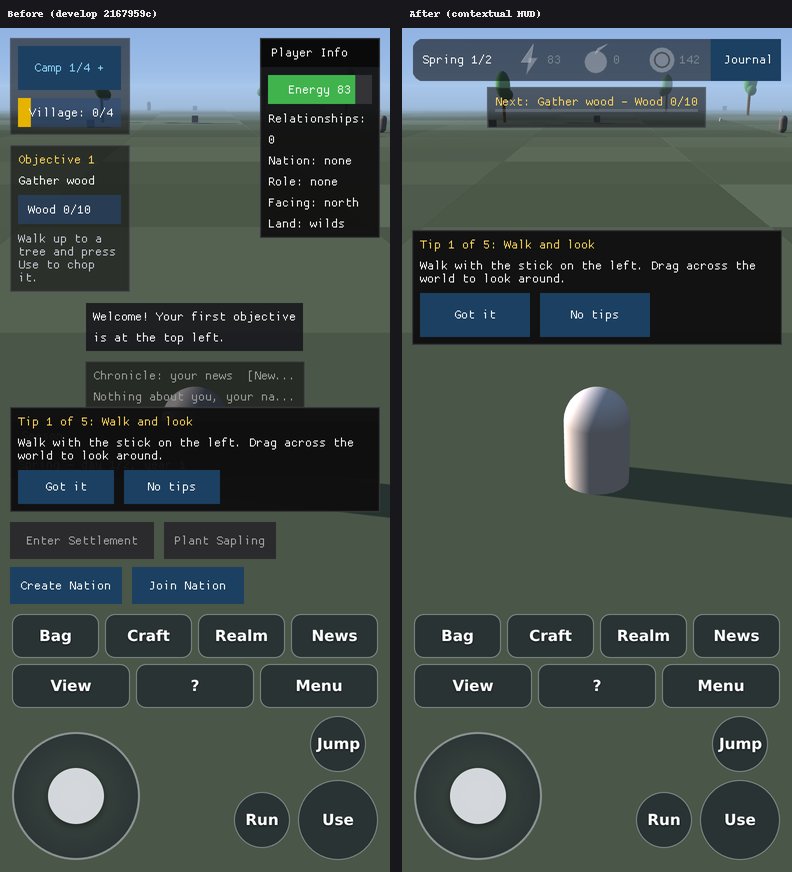 Before (develop 2167959c)
Camp 1/4 +
Village: 0/4
Objective 1
Gather wood
Wood 0/10
Walk up to a
tree and press
Use to chop
it.
Player Info
Energy 83
Relationships:
0
Nation: none
Role: none
Facing: north
Land: wilds
Welcome! Your first objective
is at the top left.
Chronicle: your news [New...
Nothing about you, your na...
Tip 1 of 5: Walk and look
Walk with the stick on the left. Drag across the
world to look around.
Got it
No tips
Enter Settlement
Plant Sapling
Create Nation
Join Nation
Bag
Craft
Realm
News
View
?
Menu
Jump
Run
Use
After (contextual HUD)
Spring 1/2
83
0
142
Journal
Next: Gather wood - Wood 0/10
Tip 1 of 5: Walk and look
Walk with the stick on the left. Drag across the
world to look around.
Got it
No tips
Bag
Craft
Realm
News
View
?
Menu
Jump
Run
Use